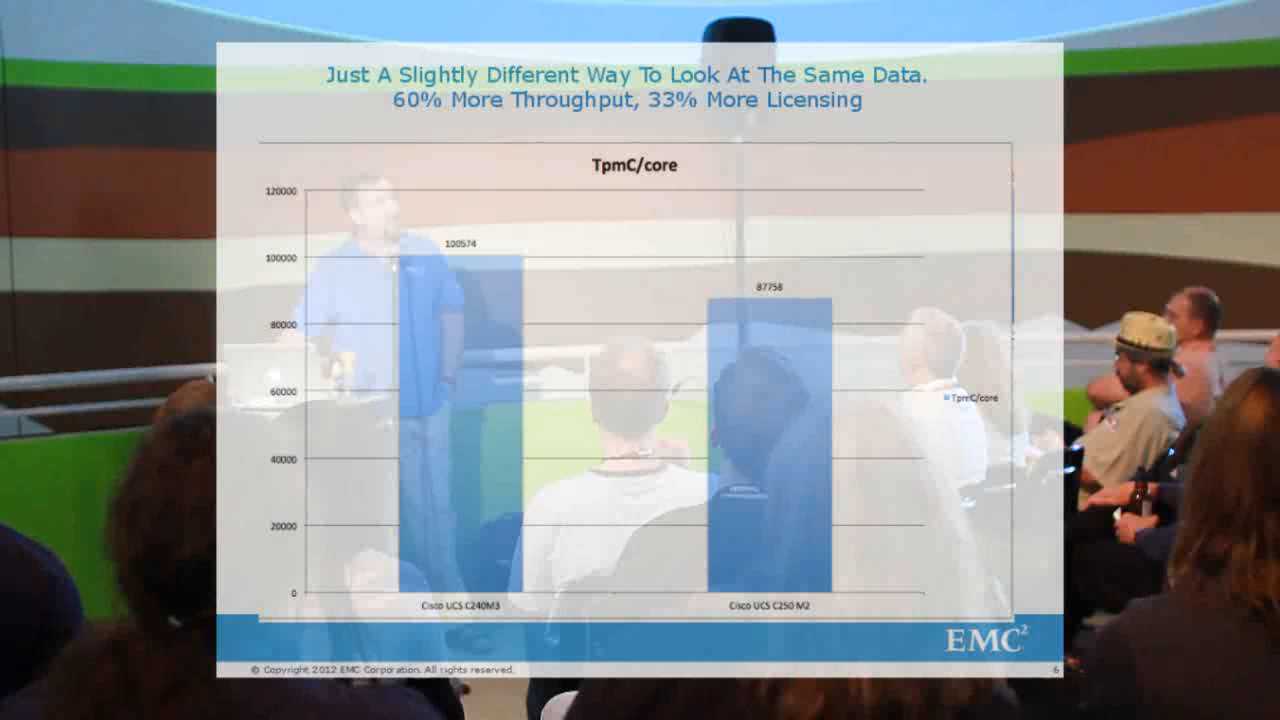 Just A Slightly Different Way To Look At The Same Data.
60% More Throughput, 33% More Licensing
TpmC/core
120000
100574
100000
87758
80000
60000
TpmC/core
40000
20000
0
Cisco UCS C240M3
Cisco UCS C250 M2
EMC²
© Copyright 2012 EMC Corporation. All rights reserved.
6